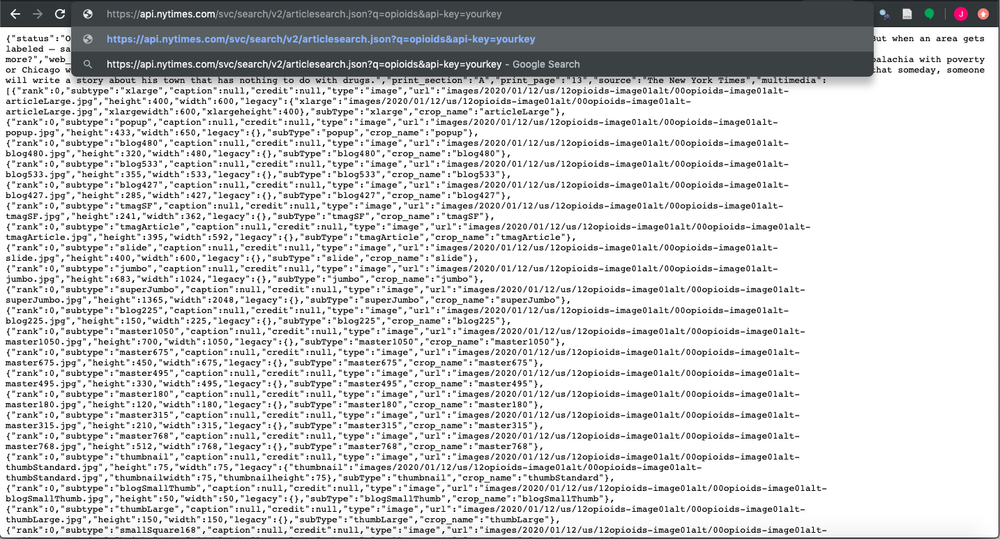 https://api.nytimes.com/svc/search/v2/articlesearch.json?q=opioids&api-key=yourkey
J
https://api.nytimes.com/svc/search/v2/articlesearch.json?q=opioids&api-key=yourkey
https://api.nytimes.com/svc/search/v2/articlesearch.json?q=opioids&api-key=yourkey - Google Search
{"status":"O But when an area gets
labeled — sa
more?","web_ palachia with poverty
or Chicago w that someday, someone
will write a story about his town that has nothing to do with drugs.","print_section":"A","print_page":"13","source":"The New York Times","multimedia":
[{"rank":0,"subtype":"xlarge","caption":null,"credit":null,"type":"image","url":"images/2020/01/12/us/12opioids-image01alt/00opioids-image01alt-
articleLarge.jpg","height":400,"width":600,"legacy":{"xlarge":"images/2020/01/12/us/12opioids-image01alt/00opioids-image01alt-
articleLarge.jpg","xlargewidth":600,"xlargeheight":400},"subType":"xlarge","crop_name":"articleLarge"},
{"rank":0,"subtype":"popup","caption":null,"credit":null,"type":"image","url":"images/2020/01/12/us/12opioids-image01alt/00opioids-image01alt-
popup.jpg","height":433,"width":650,"legacy":{},"subType":"popup","crop_name":"popup"},
{"rank":0,"subtype":"blog480","caption":null,"credit":null,"type":"image","url":"images/2020/01/12/us/12opioids-image01alt/00opioids-image01alt-
blog480.jpg","height":320,"width":480,"legacy":{},"subType":"blog480","crop_name":"blog480"},
{"rank":0,"subtype":"blog533","caption":null,"credit":null,"type":"image","url":"images/2020/01/12/us/12opioids-image01alt/00opioids-image01alt-
blog533.jpg","height":355,"width":533,"legacy":{},"subType":"blog533","crop_name":"blog533"},
{"rank":0,"subtype":"blog427","caption":null,"credit":null,"type":"image","url":"images/2020/01/12/us/12opioids-image01alt/00opioids-image01alt-
blog427.jpg","height":285,"width":427,"legacy":{},"subType":"blog427","crop_name":"blog427"},
{"rank":0,"subtype":"tmagSF","caption":null,"credit":null,"type":"image","url":"images/2020/01/12/us/12opioids-image01alt/00opioids-image01alt-
tmagSF.jpg","height":241,"width":362,"legacy":{},"subType":"tmagSF","crop_name":"tmagSF"},
{"rank":0,"subtype":"tmagArticle","caption":null,"credit":null,"type":"image","url":"images/2020/01/12/us/12opioids-image01alt/00opioids-image01alt-
tmagArticle.jpg","height":395,"width":592,"legacy":{},"subType":"tmagArticle","crop_name":"tmagArticle"},
{"rank":0,"subtype":"slide","caption":null,"credit":null,"type":"image","url":"images/2020/01/12/us/12opioids-image01alt/00opioids-image01alt-
slide.jpg","height":400,"width":600,"legacy":{},"subType":"slide","crop_name":"slide"},
{"rank":0,"subtype":"jumbo","caption":null,"credit":null,"type":"image","url":"images/2020/01/12/us/12opioids-image01alt/00opioids-image01alt-
jumbo.jpg","height":683,"width":1024,"legacy":{},"subType":"jumbo","crop_name":"jumbo"},
{"rank":0,"subtype":"superJumbo","caption":null,"credit":null,"type":"image","url":"images/2020/01/12/us/12opioids-image01alt/00opioids-image01alt-
superJumbo.jpg","height":1365,"width":2048,"legacy":{},"subType":"superJumbo","crop_name":"superJumbo"},
{"rank":0,"subtype":"blog225","caption":null,"credit":null,"type":"image","url":"images/2020/01/12/us/12opioids-image01alt/00opioids-image01alt-
blog225.jpg","height":150,"width":225,"legacy":{},"subType":"blog225","crop_name":"blog225"},
{"rank":0,"subtype":"master1050","caption":null,"credit":null,"type":"image","url":"images/2020/01/12/us/12opioids-image01alt/00opioids-image01alt-
master1050.jpg","height":700,"width":1050,"legacy":{},"subType":"master1050","crop_name":"master1050"},
{"rank":0,"subtype":"master675","caption":null,"credit":null,"type":"image","url":"images/2020/01/12/us/12opioids-image01alt/00opioids-image01alt-
master675.jpg","height":450,"width":675,"legacy":{},"subType":"master675","crop_name":"master675"},
{"rank":0,"subtype":"master495","caption":null,"credit":null,"type":"image","url":"images/2020/01/12/us/12opioids-image01alt/00opioids-image01alt-
master495.jpg","height":330,"width":495,"legacy":{},"subType":"master495","crop_name":"master495"},
{"rank":0,"subtype":"master180","caption":null,"credit":null,"type":"image","url":"images/2020/01/12/us/12opioids-image01alt/00opioids-image01alt-
master180.jpg","height":120,"width":180,"legacy":{},"subType":"master180","crop_name":"master180"},
{"rank":0,"subtype":"master315","caption":null,"credit":null,"type":"image","url":"images/2020/01/12/us/12opioids-image01alt/00opioids-image01alt-
master315.jpg","height":210,"width":315,"legacy":{},"subType":"master315","crop_name":"master315"},
{"rank":0,"subtype":"master768","caption":null,"credit":null,"type":"image","url":"images/2020/01/12/us/12opioids-image01alt/00opioids-image01alt-
master768.jpg","height":512,"width":768,"legacy":{},"subType":"master768","crop_name":"master768"},
{"rank":0,"subtype":"thumbnail","caption":null,"credit":null,"type":"image","url":"images/2020/01/12/us/12opioids-image01alt/00opioids-image01alt-
thumbStandard.jpg","height":75,"width":75,"legacy":{"thumbnail":"images/2020/01/12/us/12opioids-image01alt/00opioids-image01alt-
thumbStandard.jpg","thumbnailwidth":75,"thumbnailheight":75},"subType":"thumbnail","crop_name":"thumbStandard"},
{"rank":0,"subtype":"blogSmallThumb","caption":null,"credit":null,"type":"image","url":"images/2020/01/12/us/12opioids-image01alt/00opioids-image01alt-
blogSmallThumb.jpg","height":50,"width":50,"legacy":{},"subType":"blogSmallThumb","crop_name":"blogSmallThumb"},
{"rank":0,"subtype":"thumbLarge","caption":null,"credit":null,"type":"image","url":"images/2020/01/12/us/12opioids-image01alt/00opioids-image01alt-
thumbLarge.jpg","height":150,"width":150,"legacy":{},"subType":"thumbLarge","crop_name":"thumbLarge"},
{"rank":0,"subtype":"smallSquare168","caption":null,"credit":null,"type":"image","url":"images/2020/01/12/us/12opioids-image01alt/00opioids-image01alt-